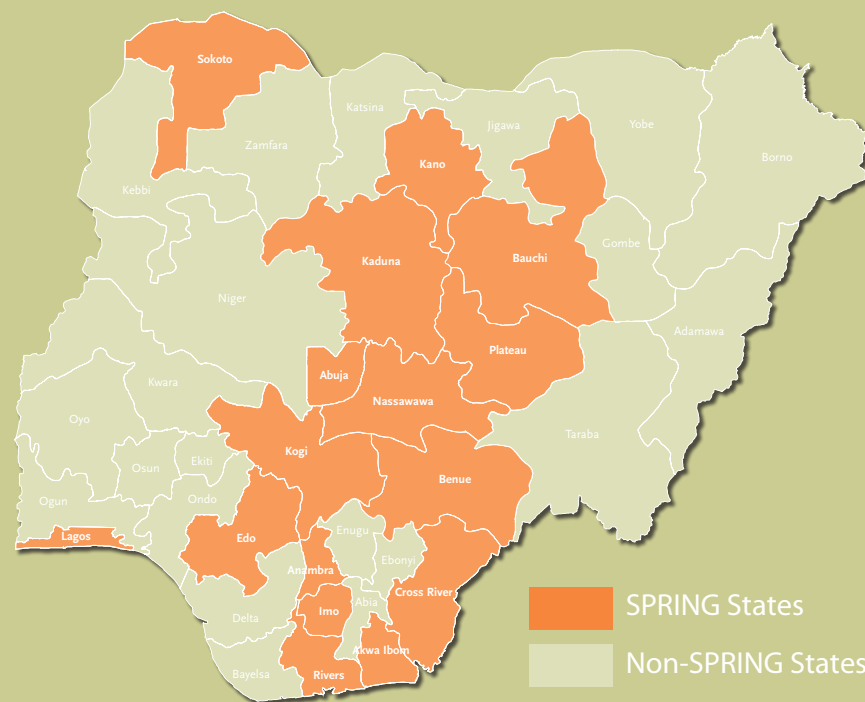 Sokoto
Katsina
Jigawa
Yobe
Zamfara
Kano
Borno
Kebbi
Gombe
Kaduna
Bauchi
Niger
Adamawa
Plateau
Abuja
Kwara
Nassawawa
Oyo
Taraba
Kogi
Osun
Ekiti
Benue
Ogun
Ondo
Lagos
Edo
Enugu
Ebonyi
Anambra
Cross River
Abia
Imo
Delta
Akwa Ibom
Bayelsa
Rivers
SPRING States
Non-SPRING States